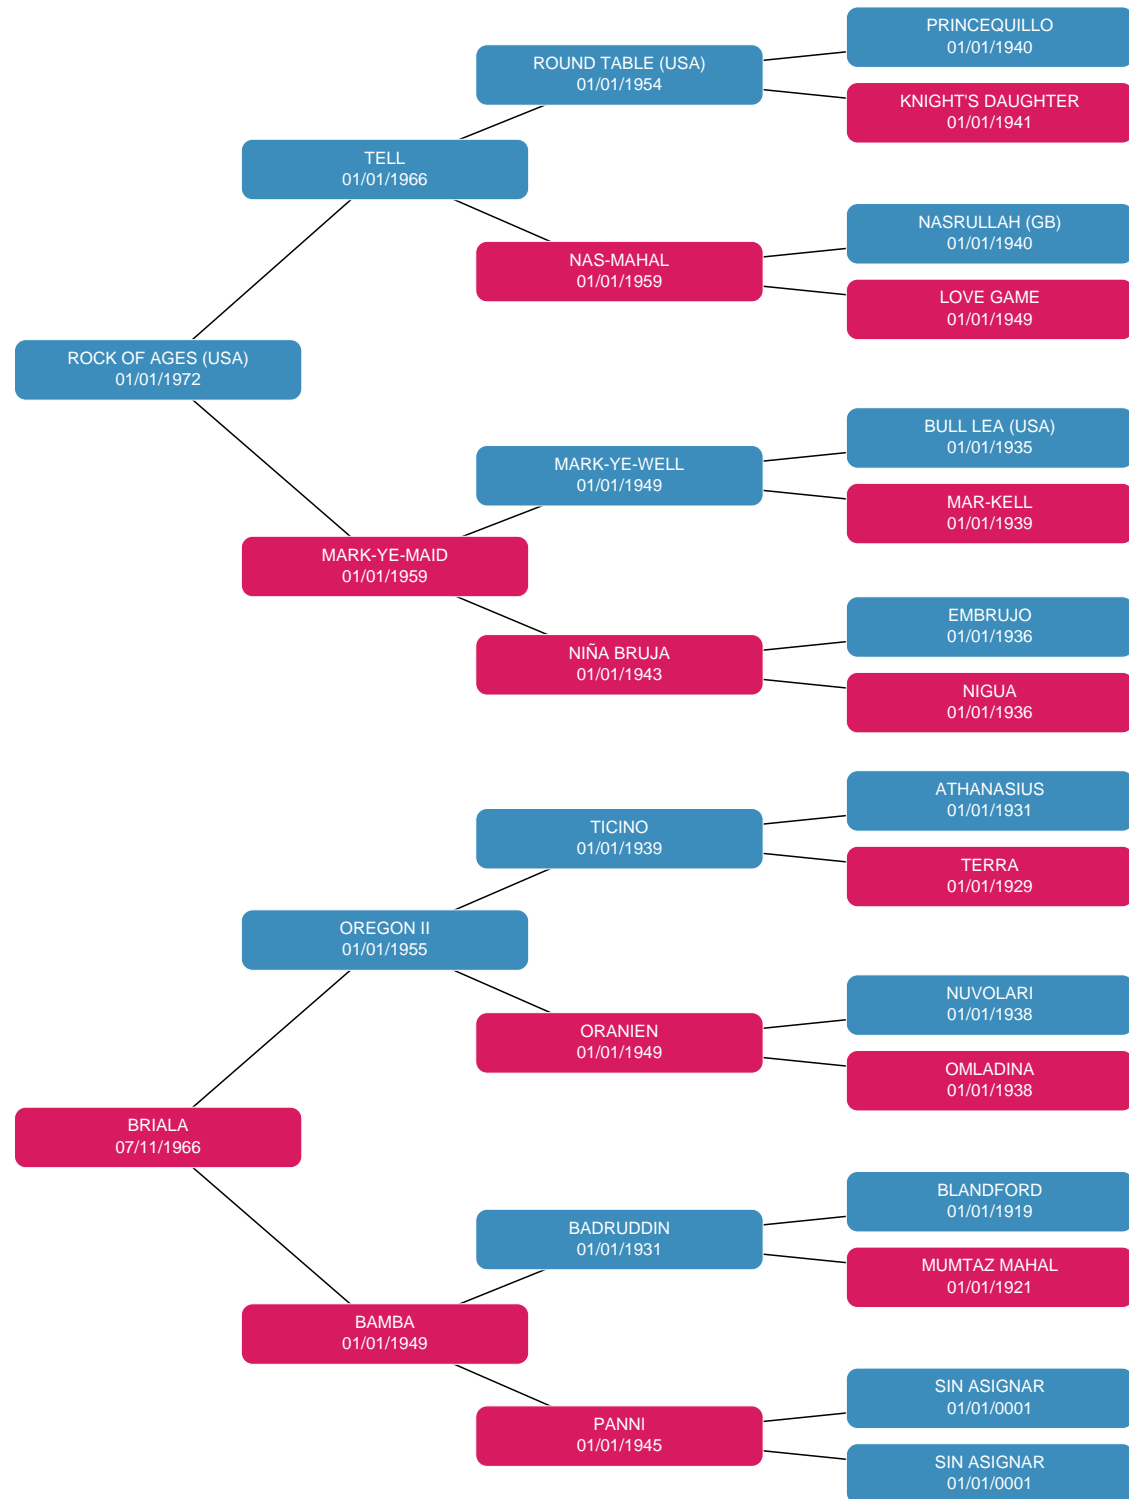 PRINCEQUILLO
01/01/1940
ROUND TABLE (USA)
01/01/1954
KNIGHT'S DAUGHTER
01/01/1941
TELL
01/01/1966
NASRULLAH (GB)
01/01/1940
NAS-MAHAL
01/01/1959
LOVE GAME
01/01/1949
ROCK OF AGES (USA)
01/01/1972
BULL LEA (USA)
01/01/1935
MARK-YE-WELL
01/01/1949
MAR-KELL
01/01/1939
MARK-YE-MAID
01/01/1959
EMBRUJO
01/01/1936
NIÑA BRUJA
01/01/1943
NIGUA
01/01/1936
ATHANASIUS
01/01/1931
TICINO
01/01/1939
TERRA
01/01/1929
OREGON II
01/01/1955
NUVOLARI
01/01/1938
ORANIEN
01/01/1949
OMLADINA
01/01/1938
BRIALA
07/11/1966
BLANDFORD
01/01/1919
BADRUDDIN
01/01/1931
MUMTAZ MAHAL
01/01/1921
BAMBA
01/01/1949
SIN ASIGNAR
01/01/0001
PANNI
01/01/1945
SIN ASIGNAR
01/01/0001